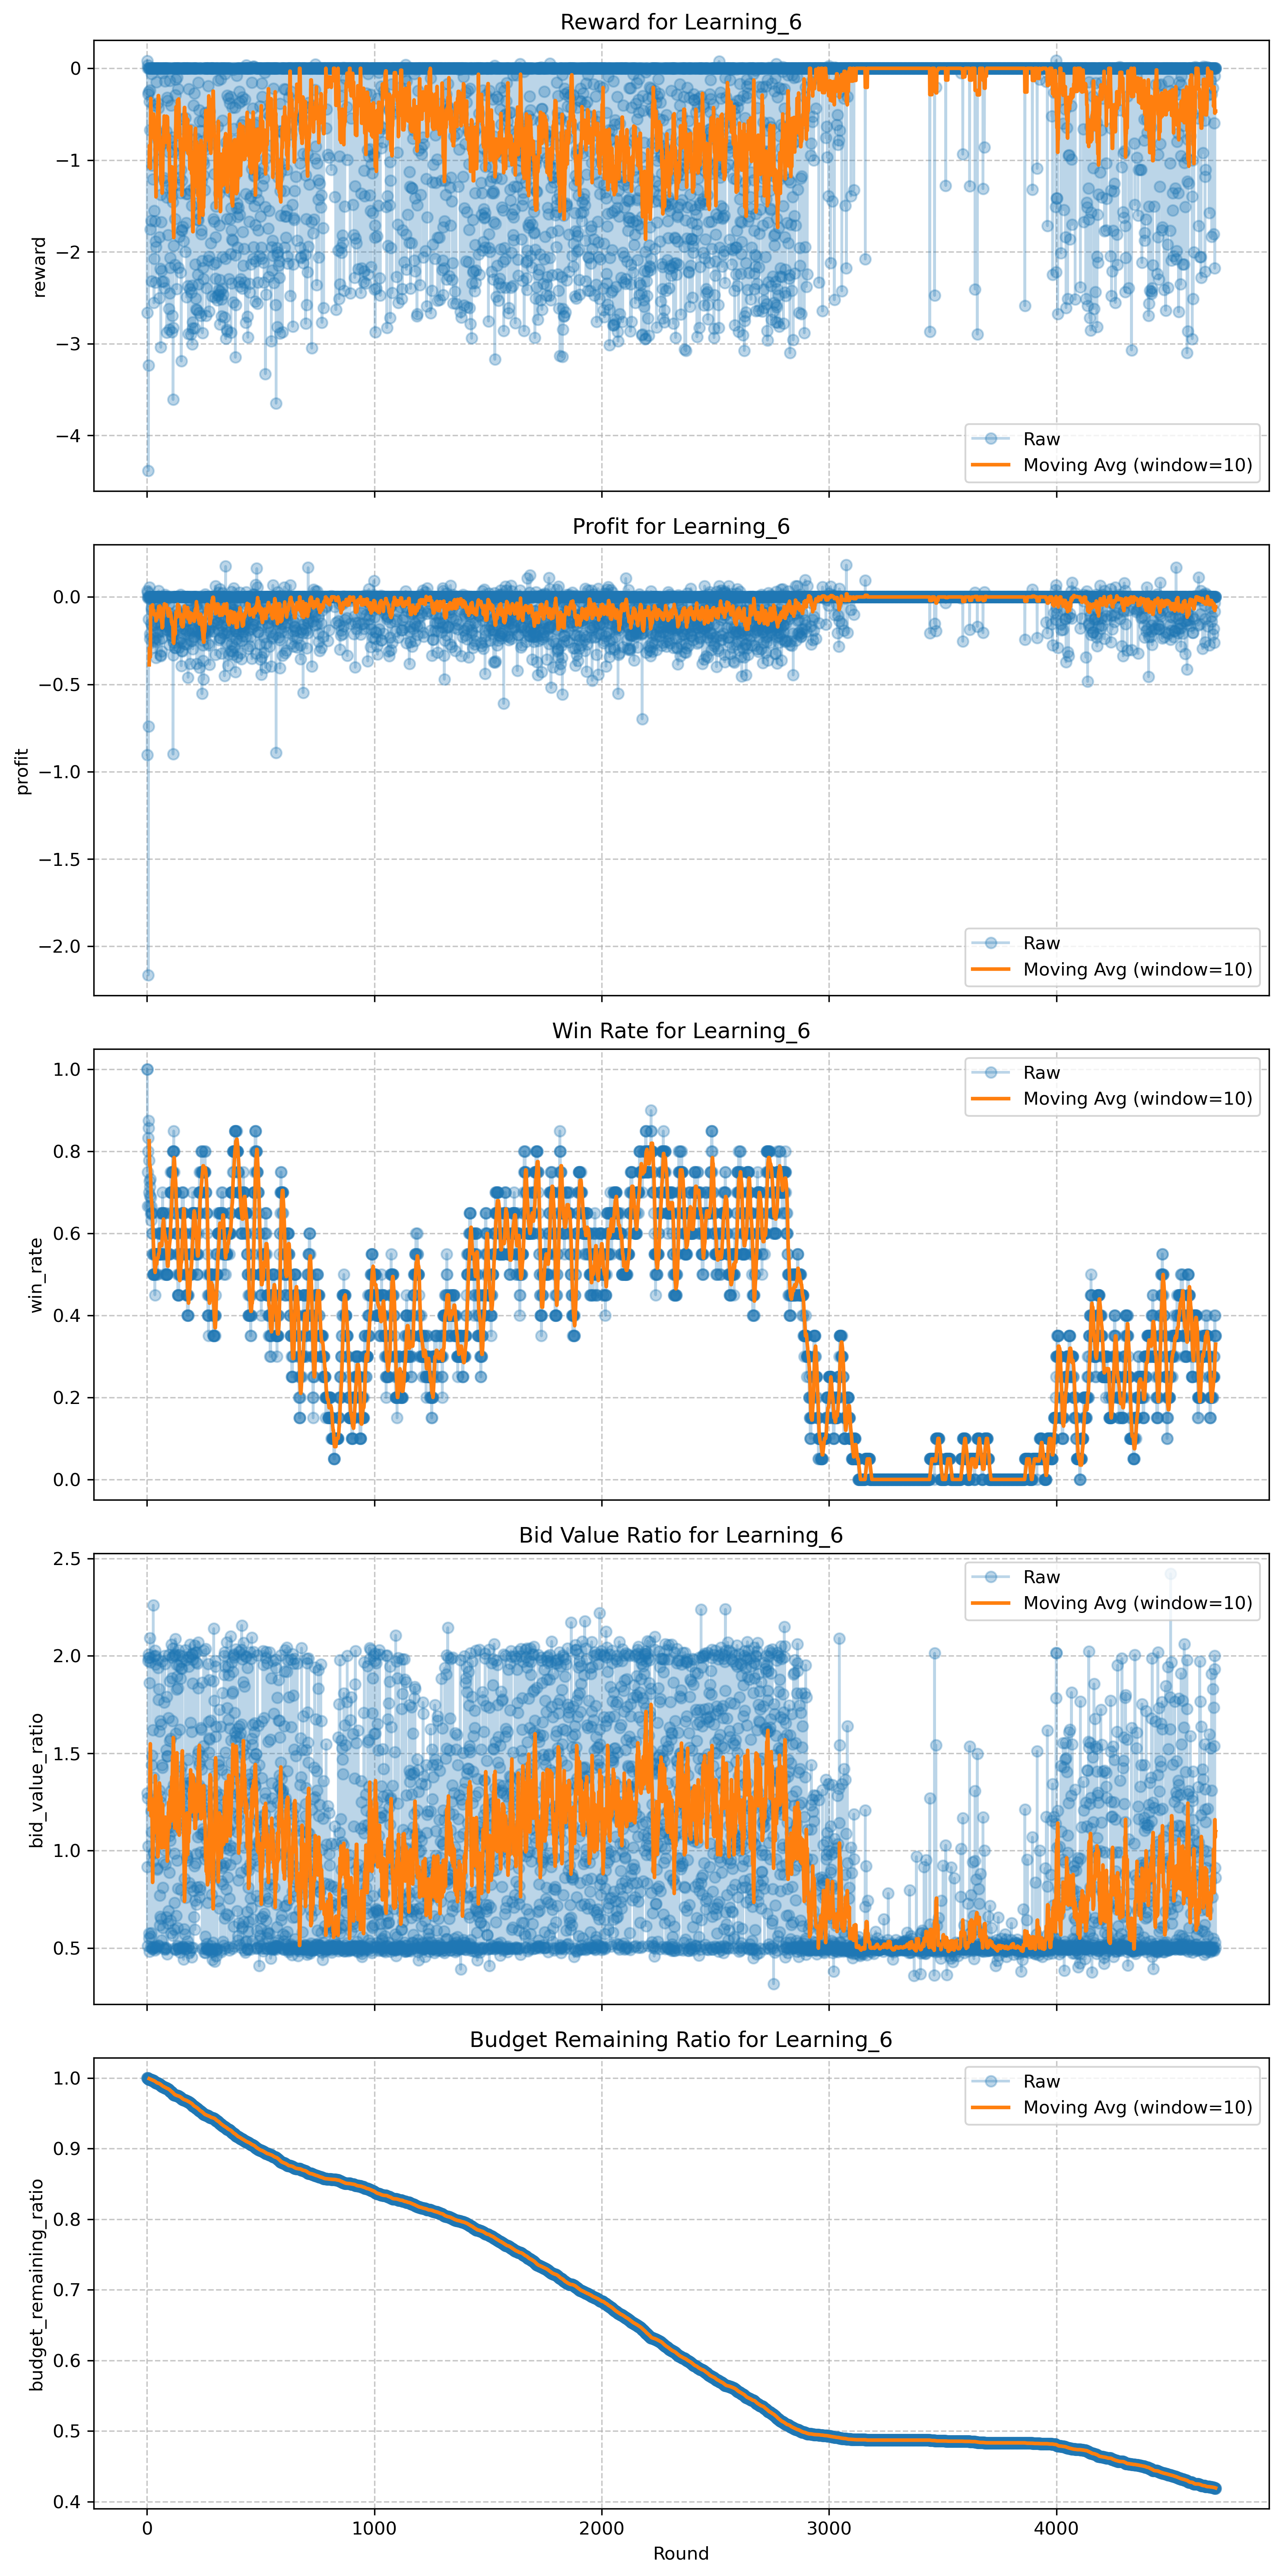 Reward for Learning_6
0
−1
−2
−3
−4
reward
Raw
Moving Avg (window=10)
Profit for Learning_6
0.0
−0.5
−1.0
−1.5
−2.0
profit
Raw
Moving Avg (window=10)
Win Rate for Learning_6
1.0
0.8
0.6
0.4
0.2
0.0
win_rate
Raw
Moving Avg (window=10)
Bid Value Ratio for Learning_6
2.5
2.0
1.5
1.0
0.5
bid_value_ratio
Raw
Moving Avg (window=10)
Budget Remaining Ratio for Learning_6
1.0
0.9
0.8
0.7
0.6
0.5
0.4
budget_remaining_ratio
Raw
Moving Avg (window=10)
0 1000 2000 3000 4000
Round